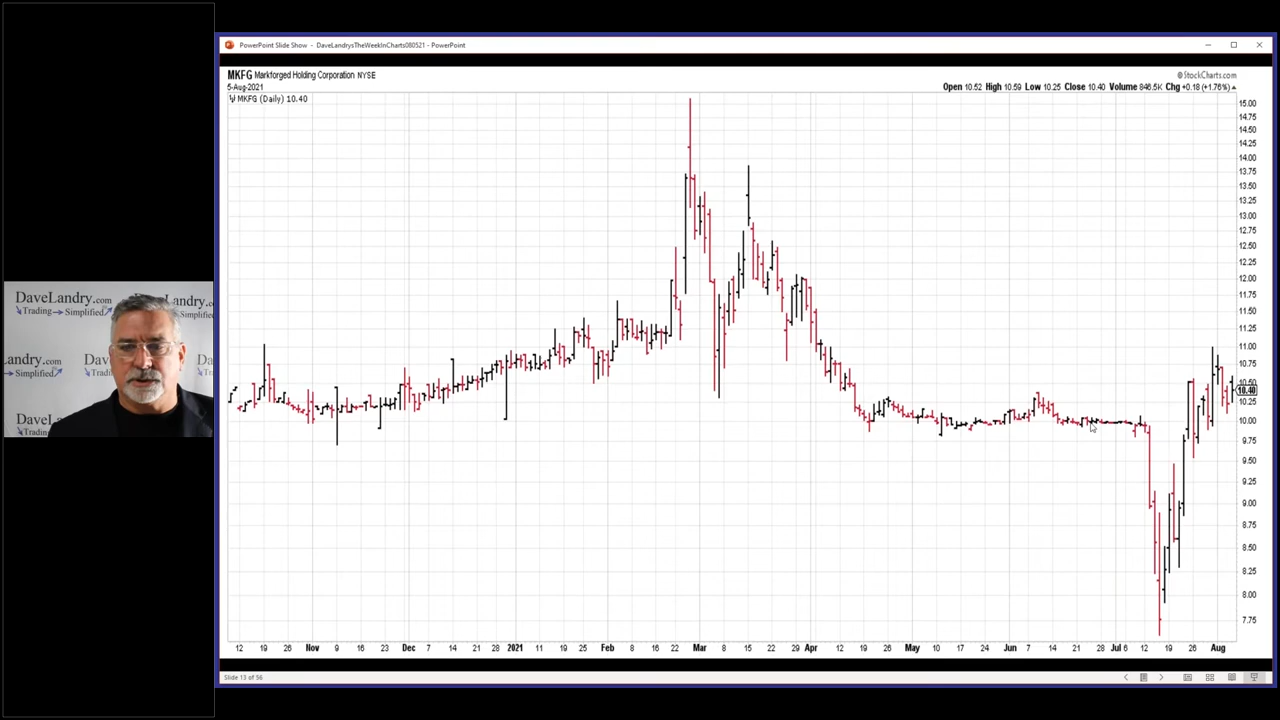 PowerPoint Slide Show - DaveLandrysTheWeekInCharts080521 - PowerPoint
MKFG Markforged Holding Corporation NYSE
© StockCharts.com
5-Aug-2021
Open 10.52 High 10.59 Low 10.25 Close 10.40 Volume 846.5K Chg +0.18 (+1.76%)
MKFG (Daily) 10.40
15.00
14.75
14.50
14.25
14.00
13.75
13.50
13.25
13.00
12.75
12.50
12.25
12.00
11.75
11.50
11.25
11.00
10.75
10.50
10.40
10.25
10.00
9.75
9.50
9.25
9.00
8.75
8.50
8.25
8.00
7.75
12 19 26 Nov 9 16 23 Dec 7 14 21 28 2021 11 19 25 Feb 8 16 22 Mar 8 15 22 29 Apr 12 19 26 May 10 17 24 Jun 7 14 21 28 Jul 6 12 19 26 Aug
Slide 13 of 56
DaveLandry.com
Trading Simplified
Landry.com
Simplified
Landry.com
Simplified
DaveL